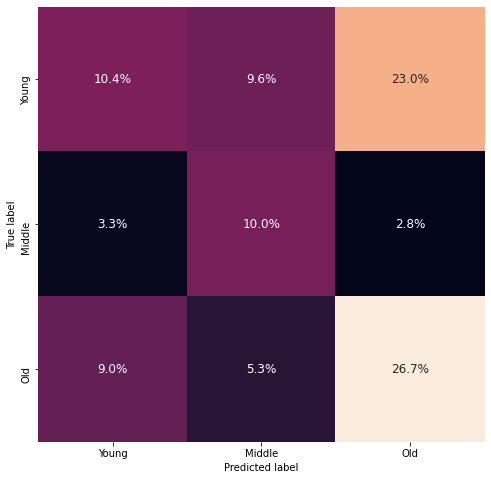 Young
10.4%
9.6%
23.0%
True label
Middle
3.3%
10.0%
2.8%
Old
9.0%
5.3%
26.7%
Young
Middle
Old
Predicted label